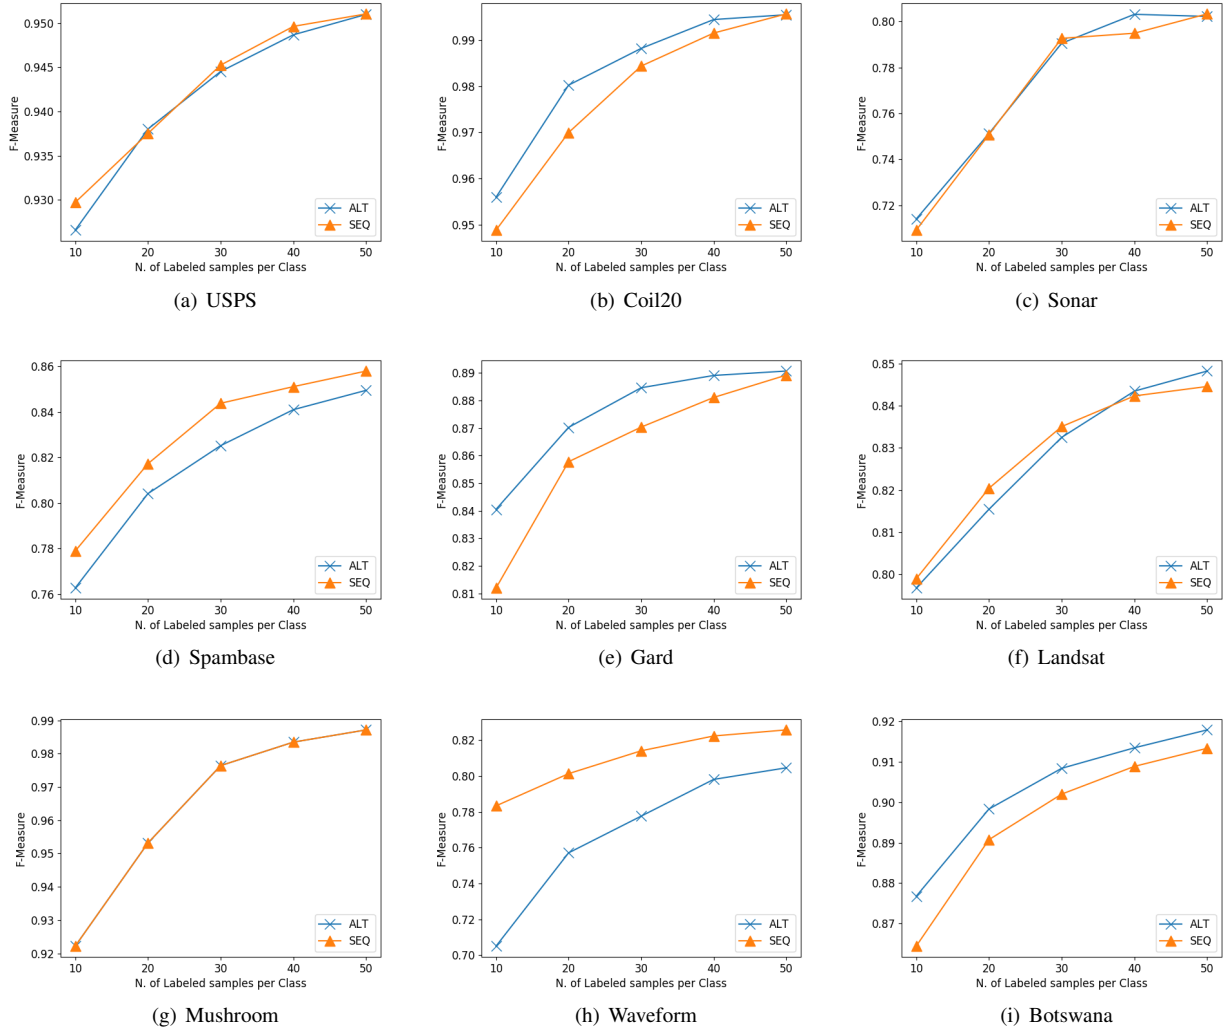 0.950
0.945
0.940
0.935
0.930
F-Measure
ALT
SEQ
10 20 30 40 50
N. of Labeled samples per Class
(a) USPS
0.99
0.98
0.97
0.96
0.95
F-Measure
ALT
SEQ
10 20 30 40 50
N. of Labeled samples per Class
(b) Coil20
0.80
0.78
0.76
0.74
0.72
F-Measure
ALT
SEQ
10 20 30 40 50
N. of Labeled samples per Class
(c) Sonar
0.86
0.84
0.82
0.80
0.78
0.76
F-Measure
ALT
SEQ
10 20 30 40 50
N. of Labeled samples per Class
(d) Spambase
0.89
0.88
0.87
0.86
0.85
0.84
0.83
0.82
0.81
F-Measure
ALT
SEQ
10 20 30 40 50
N. of Labeled samples per Class
(e) Gard
0.85
0.84
0.83
0.82
0.81
0.80
F-Measure
ALT
SEQ
10 20 30 40 50
N. of Labeled samples per Class
(f) Landsat
0.99
0.98
0.97
0.96
0.95
0.94
0.93
0.92
F-Measure
ALT
SEQ
10 20 30 40 50
N. of Labeled samples per Class
(g) Mushroom
0.82
0.80
0.78
0.76
0.74
0.72
0.70
F-Measure
ALT
SEQ
10 20 30 40 50
N. of Labeled samples per Class
(h) Waveform
0.92
0.91
0.90
0.89
0.88
0.87
F-Measure
ALT
SEQ
10 20 30 40 50
N. of Labeled samples per Class
(i) Botswana